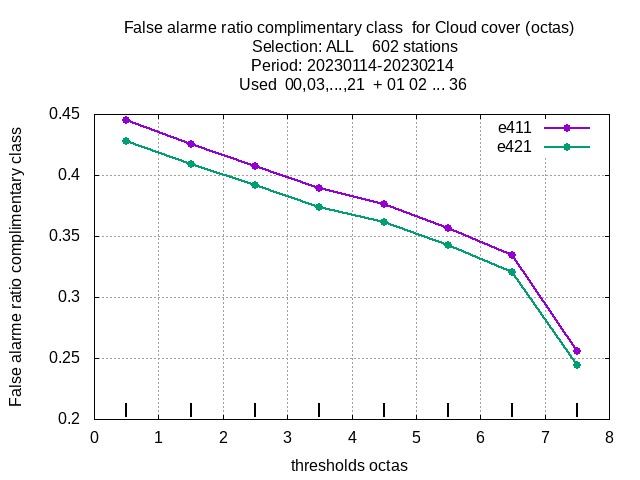 False alarme ratio complimentary class  for Cloud cover (octas)
Selection: ALL    602 stations
Period: 20230114-20230214
Used  00,03,...,21  + 01 02 ... 36
e411
e421
False alarme ratio complimentary class
0.45
0.4
0.35
0.3
0.25
0.2
0 1 2 3 4 5 6 7 8
thresholds octas